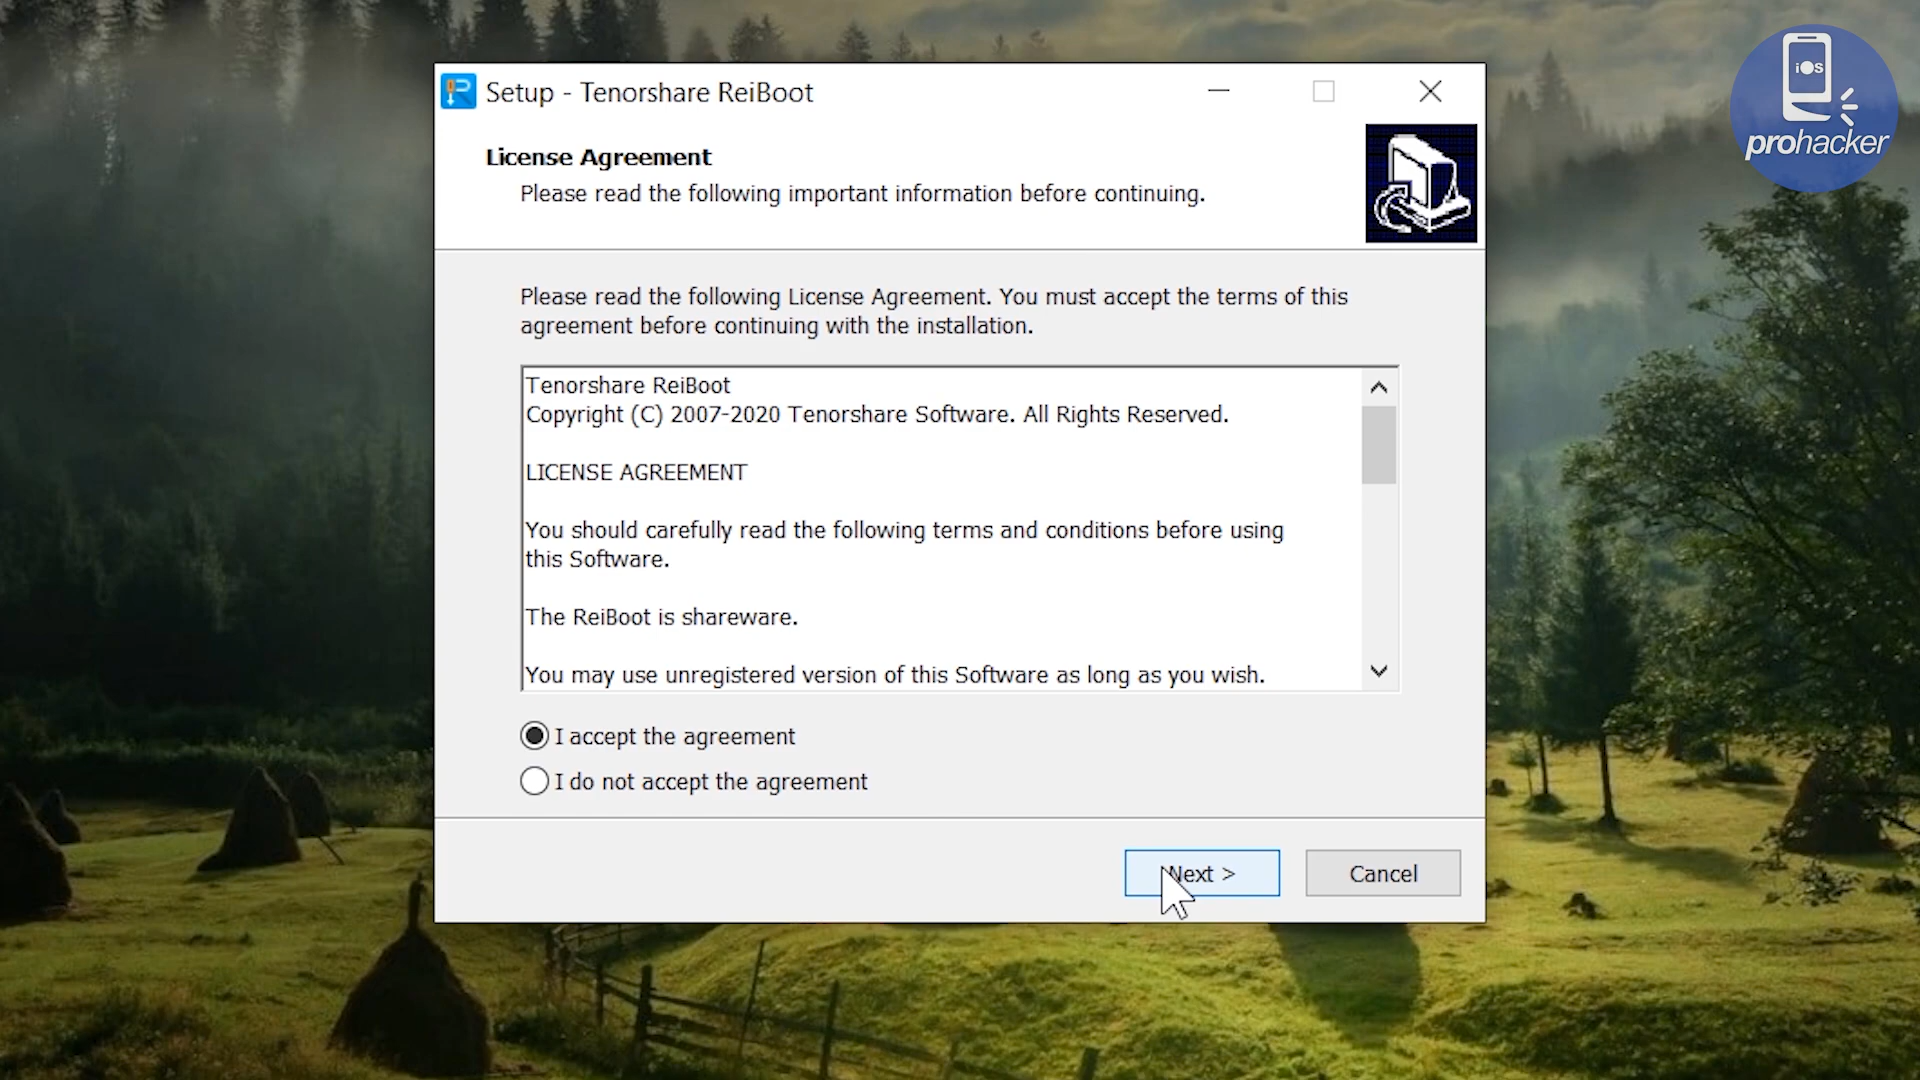 Setup - Tenorshare ReiBoot
iOS
prohacker
License Agreement
Please read the following important information before continuing.
Please read the following License Agreement. You must accept the terms of this
agreement before continuing with the installation.
Tenorshare ReiBoot
Copyright (C) 2007-2020 Tenorshare Software. All Rights Reserved.
LICENSE AGREEMENT
You should carefully read the following terms and conditions before using
this Software.
The ReiBoot is shareware.
You may use unregistered version of this Software as long as you wish.
I accept the agreement
I do not accept the agreement
Next >
Cancel